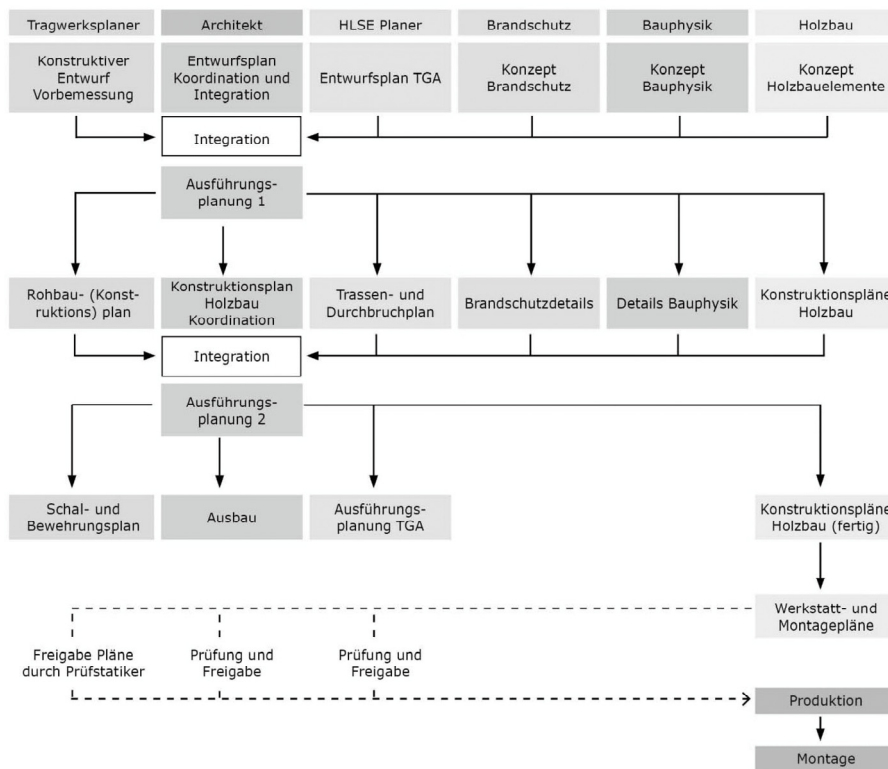 Tragwerksplaner
Architekt
HLSE Planer
Brandschutz
Bauphysik
Holzbau
Konstruktiver
Entwurf
Vorbemessung
Entwurfsplan
Koordination und
Integration
Entwurfsplan TGA
Konzept
Brandschutz
Konzept
Bauphysik
Konzept
Holzbauelemente
Integration
Ausführungs-
planung 1
Rohbau- (Konst-
ruktions) plan
Konstruktionsplan
Holzbau
Koordination
Trassen- und
Durchbruchplan
Brandschutzdetails
Details Bauphysik
Konstruktionspläne
Holzbau
Integration
Ausführungs-
planung 2
Schal- und
Bewehrungsplan
Ausbau
Ausführungs-
planung TGA
Konstruktionspläne
Holzbau (fertig)
Werkstatt- und
Montagepläne
Freigabe Pläne
durch Prüfstatiker
Prüfung und
Freigabe
Prüfung und
Freigabe
Produktion
Montage